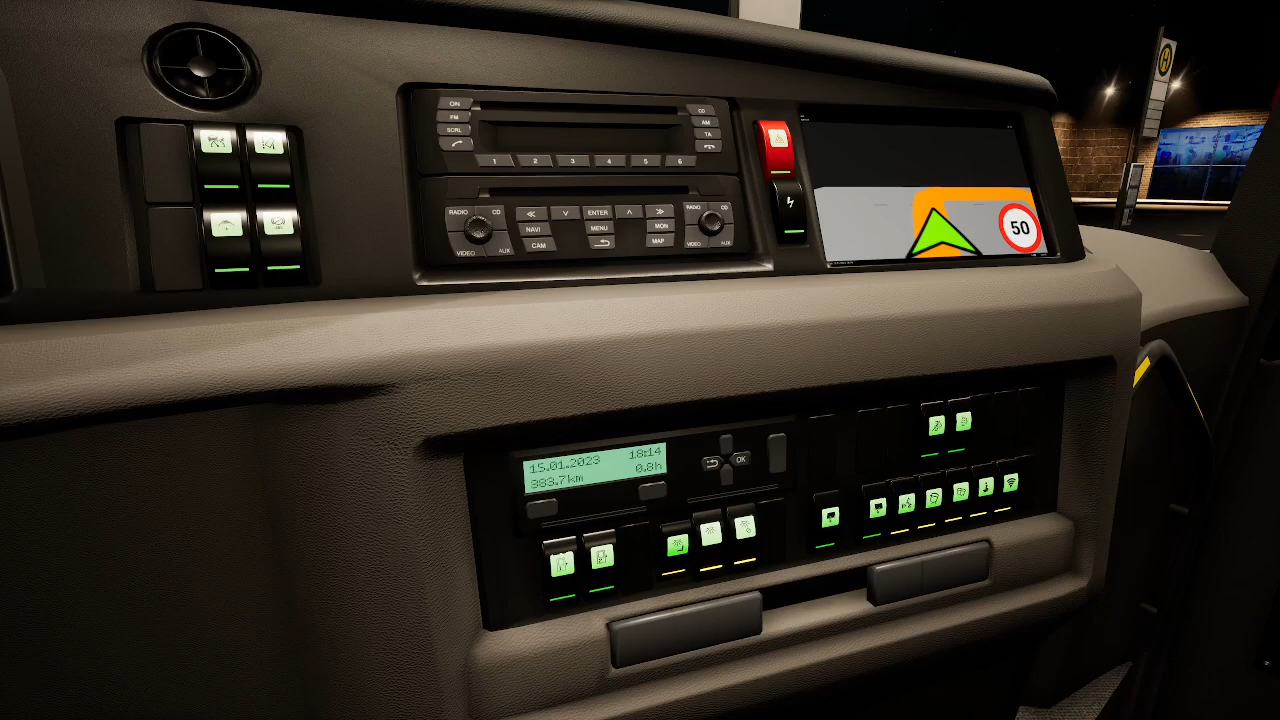 ON
FM
SCRL
CD
AM
TA
1 2 3 4 5 6
RADIO CD
VIDEO AUX
ENTER
NAVI MENU MON
CAM MAP
RADIO CD
VIDEO AUX
50
H
15.01.2023 18:14
383.7km 0.8h
OK